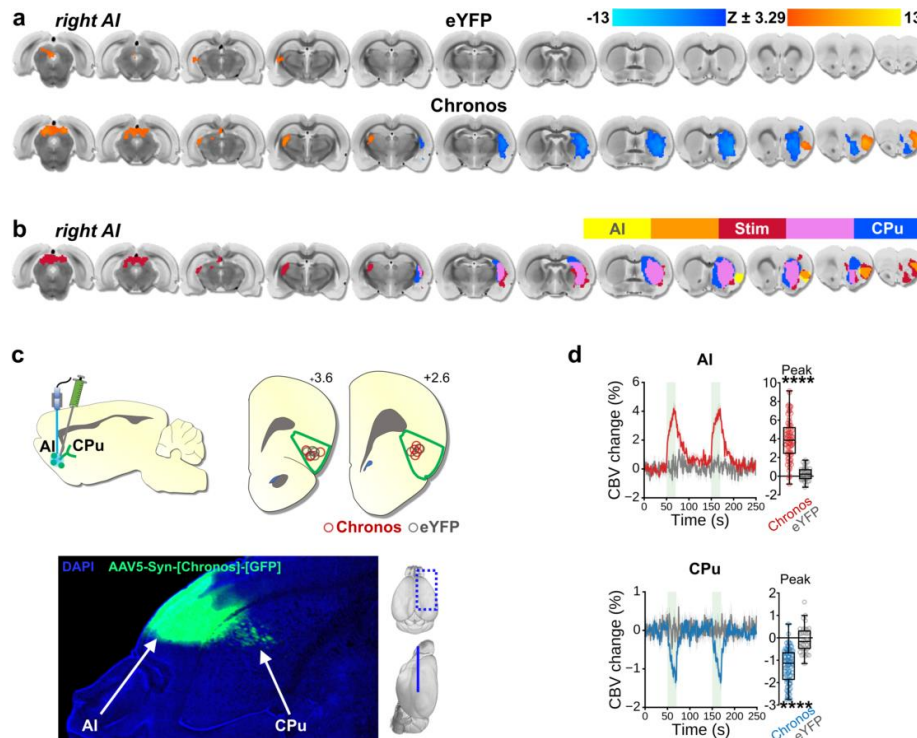 a
right AI
eYFP
-13 Z ± 3.29 13
Chronos
b
right AI
AI Stim CPu
c
AI
CPu
+3.6
+2.6
Chronos eYFP
DAPI AAV5-Syn-[Chronos]-[GFP]
AI
CPu
d
AI
CBV change (%)
6
4
2
0
−2
0 50 100 150 200 250
Time (s)
Peak
****
10
8
6
4
2
0
-2
Chronos
eYFP
CPu
CBV change (%)
1
0
-1
-2
0 50 100 150 200 250
Time (s)
Peak
2
1
0
-1
-2
-3
****
Chronos
eYFP